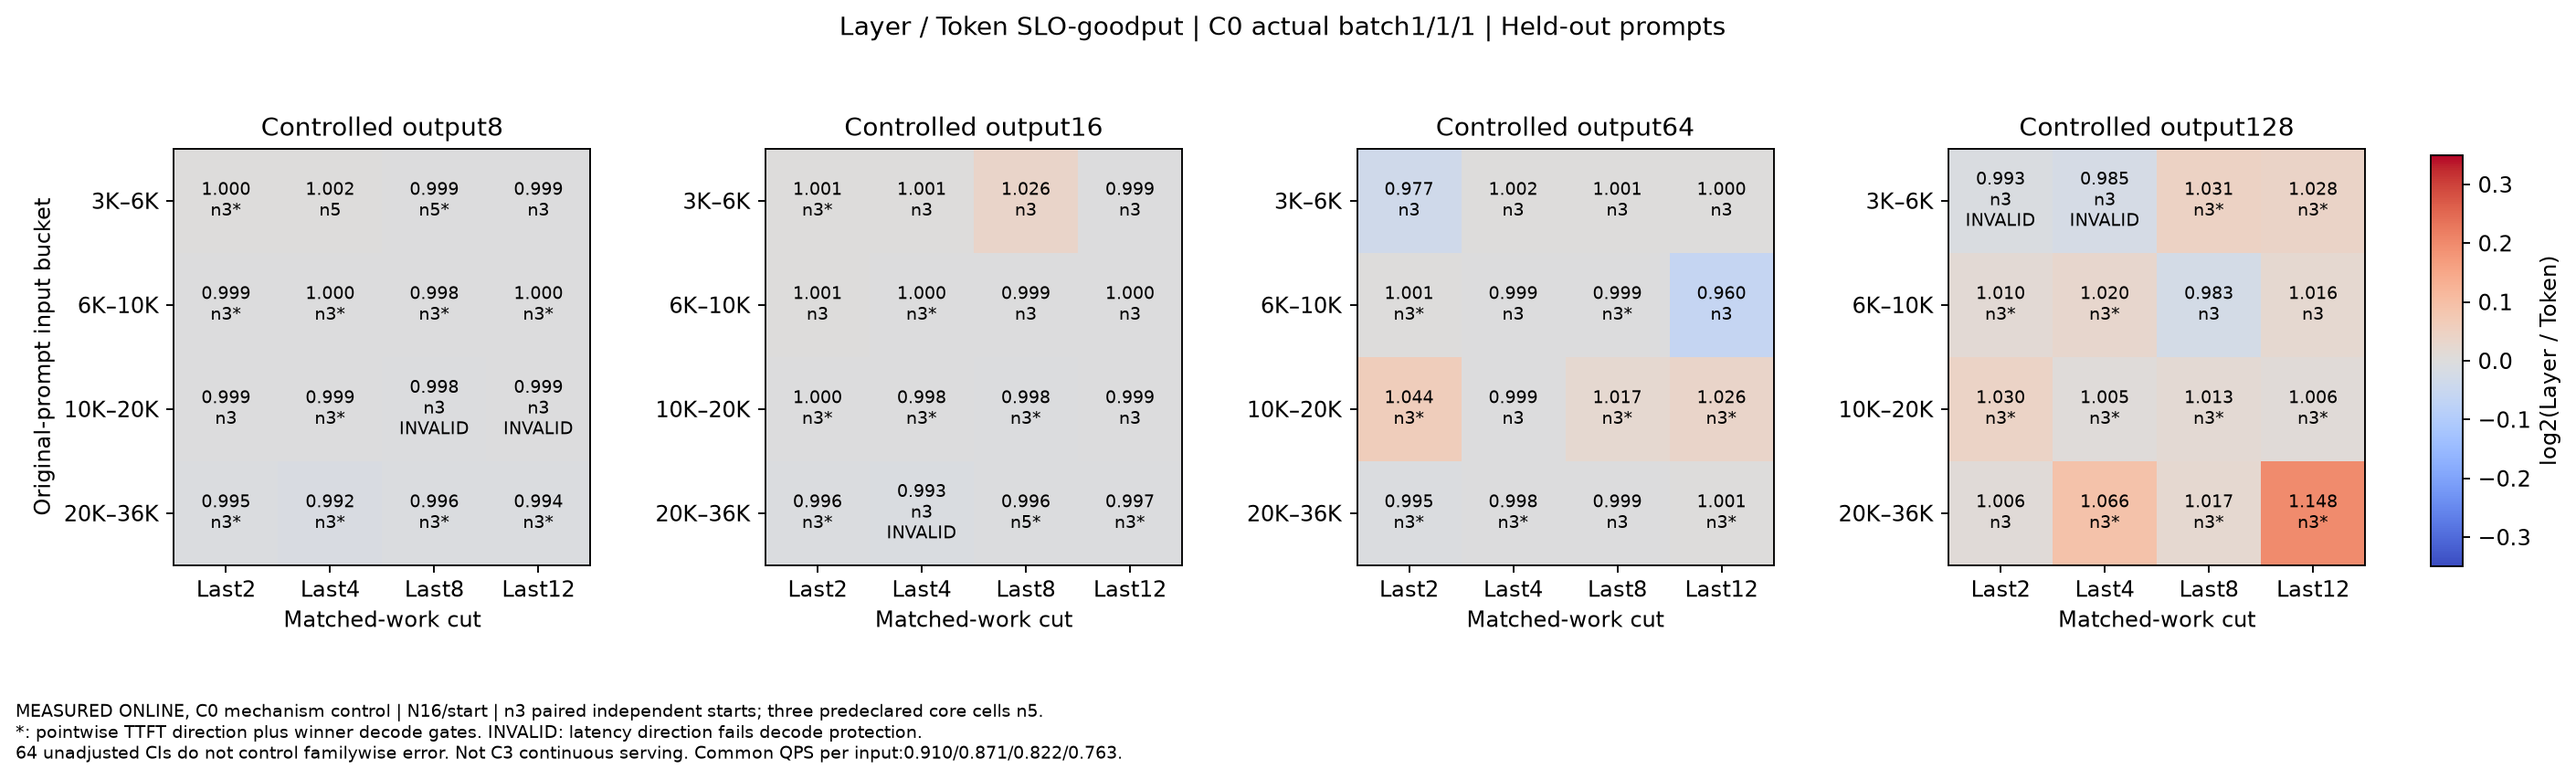 Layer / Token SLO-goodput | C0 actual batch1/1/1 | Held-out prompts
Controlled output8
Original-prompt input bucket
3K–6K
1.000 1.002 0.999 0.999
n3* n5 n5* n3
6K–10K
0.999 1.000 0.998 1.000
n3* n3* n3* n3*
10K–20K
0.999 0.999 0.998 0.999
n3 n3* n3 n3
INVALID INVALID
20K–36K
0.995 0.992 0.996 0.994
n3* n3* n3* n3*
Last2 Last4 Last8 Last12
Matched-work cut
Controlled output16
3K–6K
1.001 1.001 1.026 0.999
n3* n3 n3 n3
6K–10K
1.001 1.000 0.999 1.000
n3 n3* n3 n3
10K–20K
1.000 0.998 0.998 0.999
n3* n3* n3* n3
20K–36K
0.996 0.993 0.996 0.997
n3* n3 n5* n3*
INVALID
Last2 Last4 Last8 Last12
Matched-work cut
Controlled output64
3K–6K
0.977 1.002 1.001 1.000
n3 n3 n3 n3
6K–10K
1.001 0.999 0.999 0.960
n3* n3 n3* n3
10K–20K
1.044 0.999 1.017 1.026
n3* n3 n3* n3*
20K–36K
0.995 0.998 0.999 1.001
n3* n3* n3 n3*
Last2 Last4 Last8 Last12
Matched-work cut
Controlled output128
3K–6K
0.993 0.985 1.031 1.028
n3 n3 n3* n3*
INVALID INVALID
6K–10K
1.010 1.020 0.983 1.016
n3* n3* n3 n3
10K–20K
1.030 1.005 1.013 1.006
n3* n3* n3* n3*
20K–36K
1.006 1.066 1.017 1.148
n3 n3* n3* n3*
Last2 Last4 Last8 Last12
Matched-work cut
0.3
0.2
0.1
0.0
−0.1
−0.2
−0.3
log2(Layer / Token)
MEASURED ONLINE, C0 mechanism control | N16/start | n3 paired independent starts; three predeclared core cells n5.
*: pointwise TTFT direction plus winner decode gates. INVALID: latency direction fails decode protection.
64 unadjusted CIs do not control familywise error. Not C3 continuous serving. Common QPS per input:0.910/0.871/0.822/0.763.